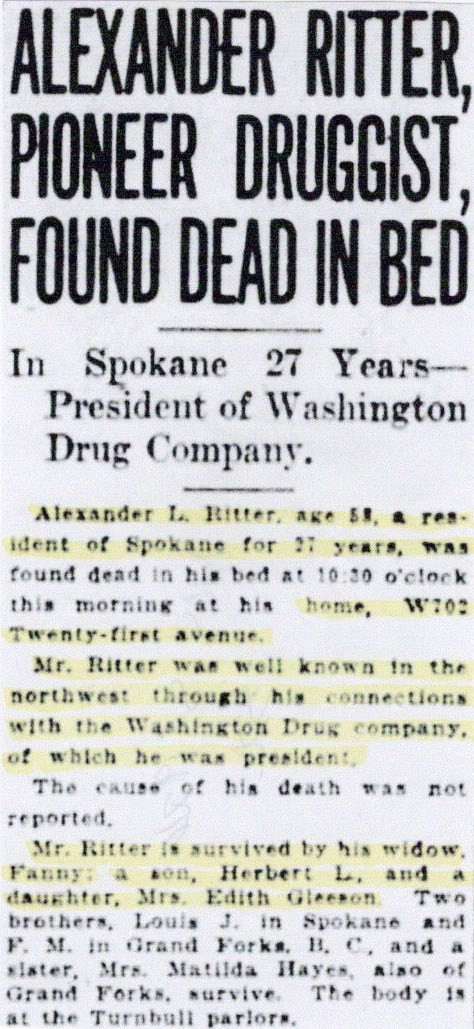 ALEXANDER RITTER,
PIONEER DRUGGIST,
FOUND DEAD IN BED
In Spokane 27 Years—
President of Washington
Drug Company.
Alexander L. Ritter, age 58, a res-
ident of Spokane for 27 years, was
found dead in his bed at 10:30 o'clock
this morning at his home, W702
Twenty-first avenue.
Mr. Ritter was well known in the
northwest through his connections
with the Washington Drug company,
of which he was president.
The cause of his death was not
reported.
Mr. Ritter is survived by his widow,
Fanny; a son, Herbert L., and a
daughter, Mrs. Edith Gleeson. Two
brothers, Louis J. in Spokane and
F. M. in Grand Forks, B. C., and a
sister, Mrs. Matilda Hayes, also of
Grand Forks, survive. The body is
at the Turnbull parlors.